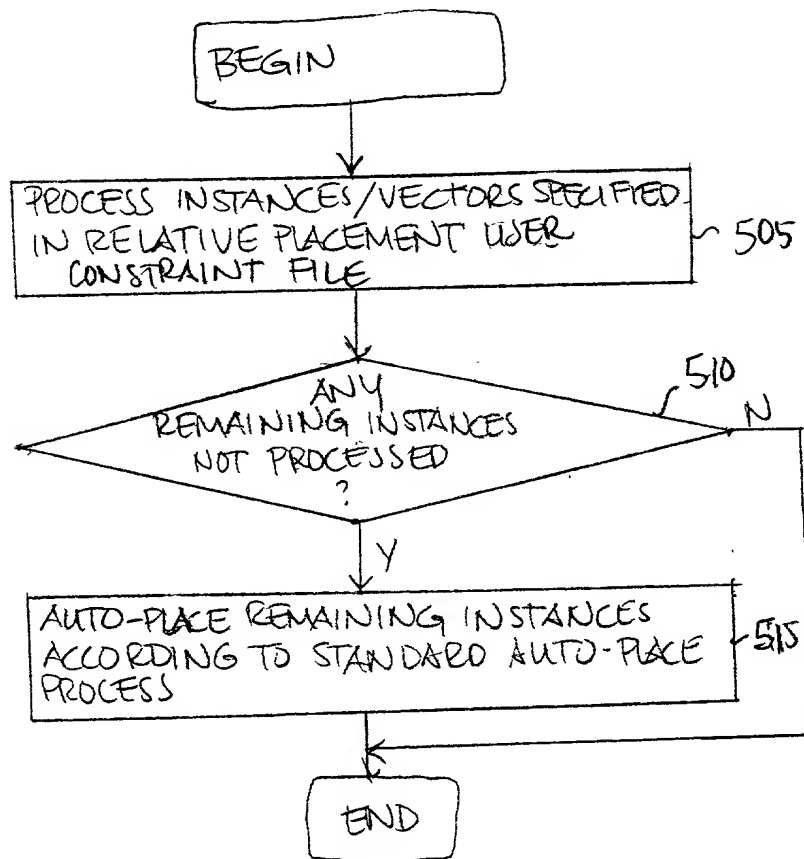 BEGIN
PROCESS INSTANCES/VECTORS SPECIFIED
IN RELATIVE PLACEMENT USER
CONSTRAINT FILE
505
510
ANY
REMAINING INSTANCES
NOT PROCESSED
?
N
Y
AUTO-PLACE REMAINING INSTANCES
ACCORDING TO STANDARD AUTO-PLACE
PROCESS
515
END